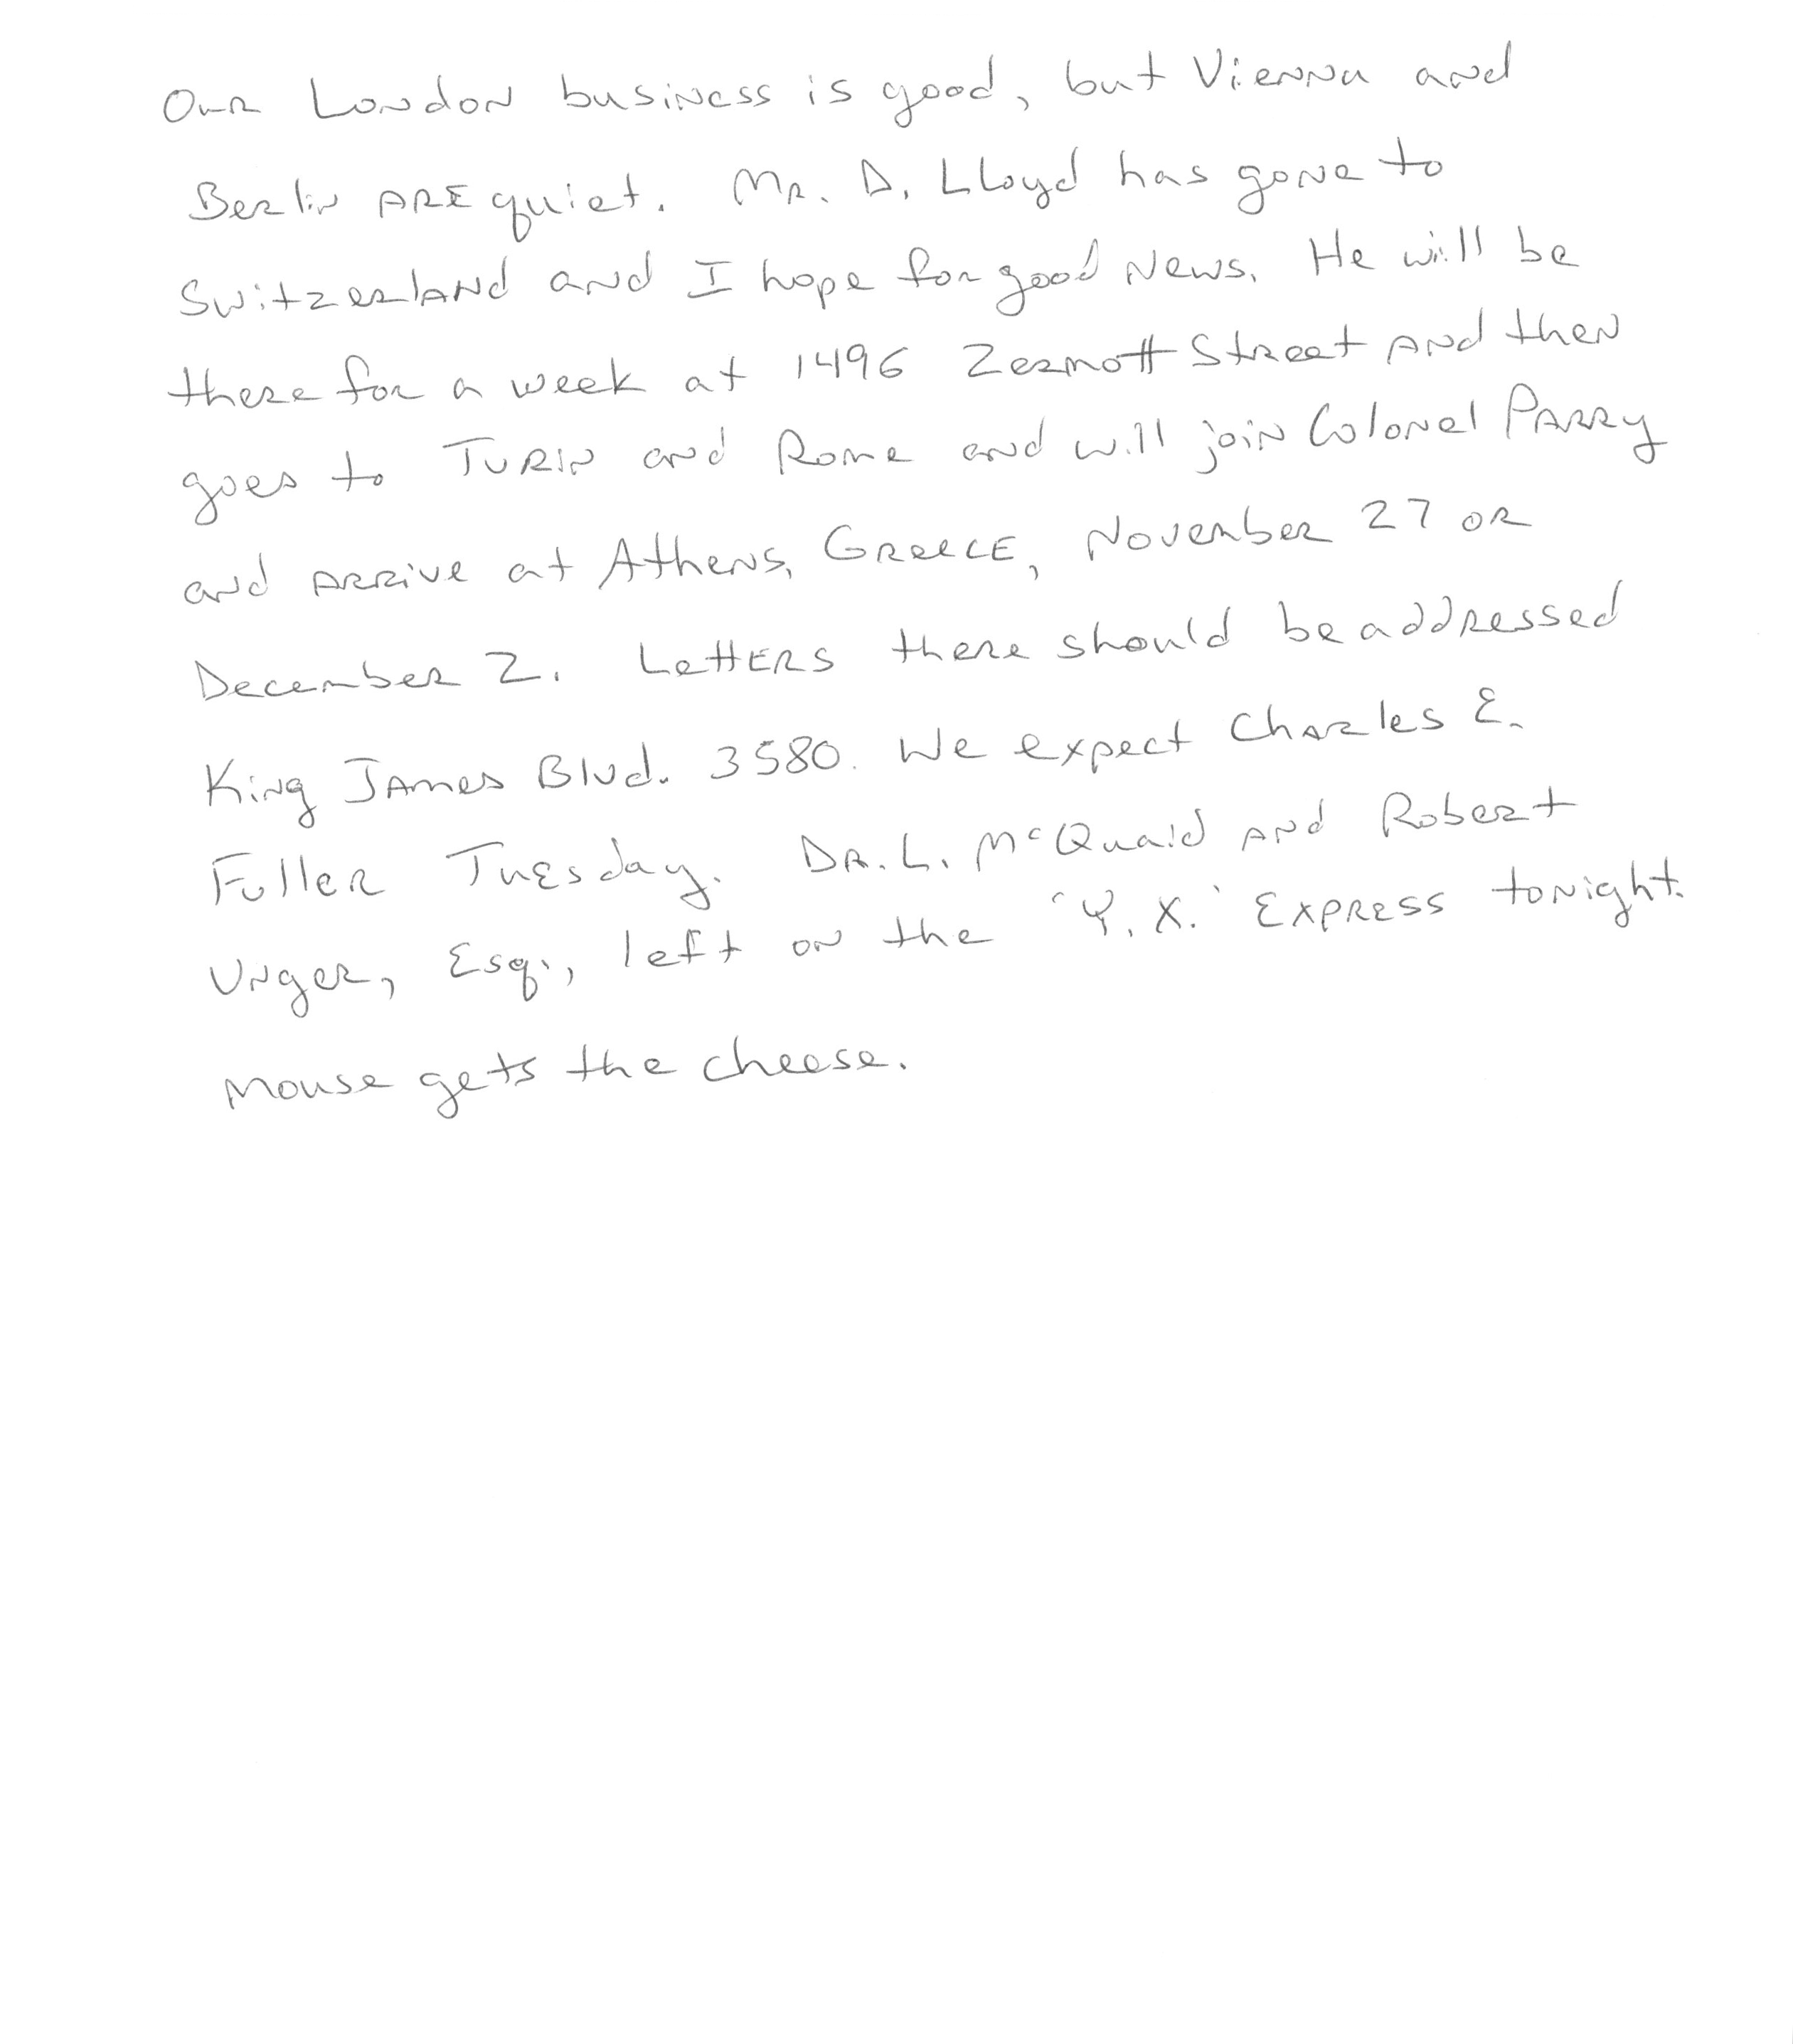 Our London business is good, but Vienna and
Berlin ARE quiet. Mr. D. Lloyd has gone to
Switzerland and I hope for good News. He will be
there for a week at 1496 Zermott Street and then
goes to Turin and Rome and will join Colonel Parry
and arrive at Athens, Greece, November 27 or
December 2. Letters there should be addressed
King James Blvd. 3580. We expect Charles E.
Fuller Tuesday. Dr. L. McQuaid and Robert
Unger, Esq., left on the 'Y.X.' Express tonight.
Mouse gets the cheese.